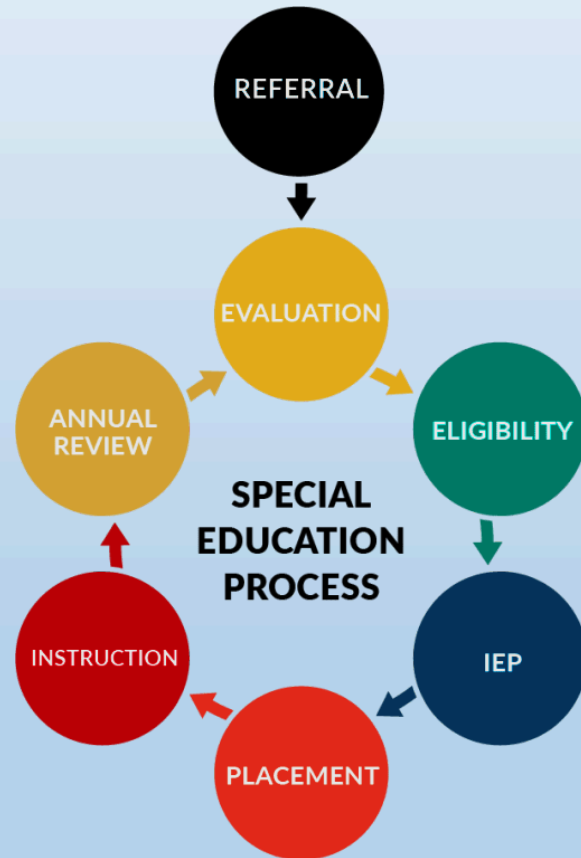 REFERRAL
EVALUATION
ELIGIBILITY
IEP
PLACEMENT
INSTRUCTION
ANNUAL
REVIEW
SPECIAL
EDUCATION
PROCESS